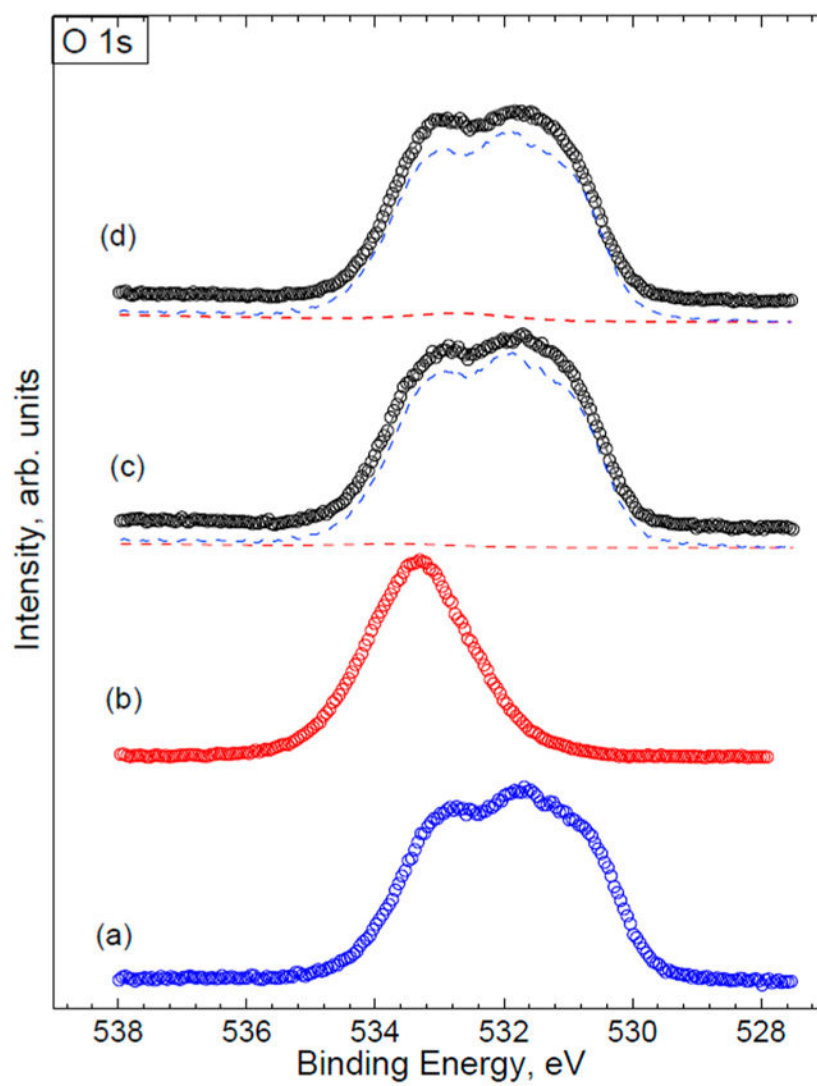 O 1s
(d)
(c)
(b)
(a)
Intensity, arb. units
538 536 534 532 530 528
Binding Energy, eV